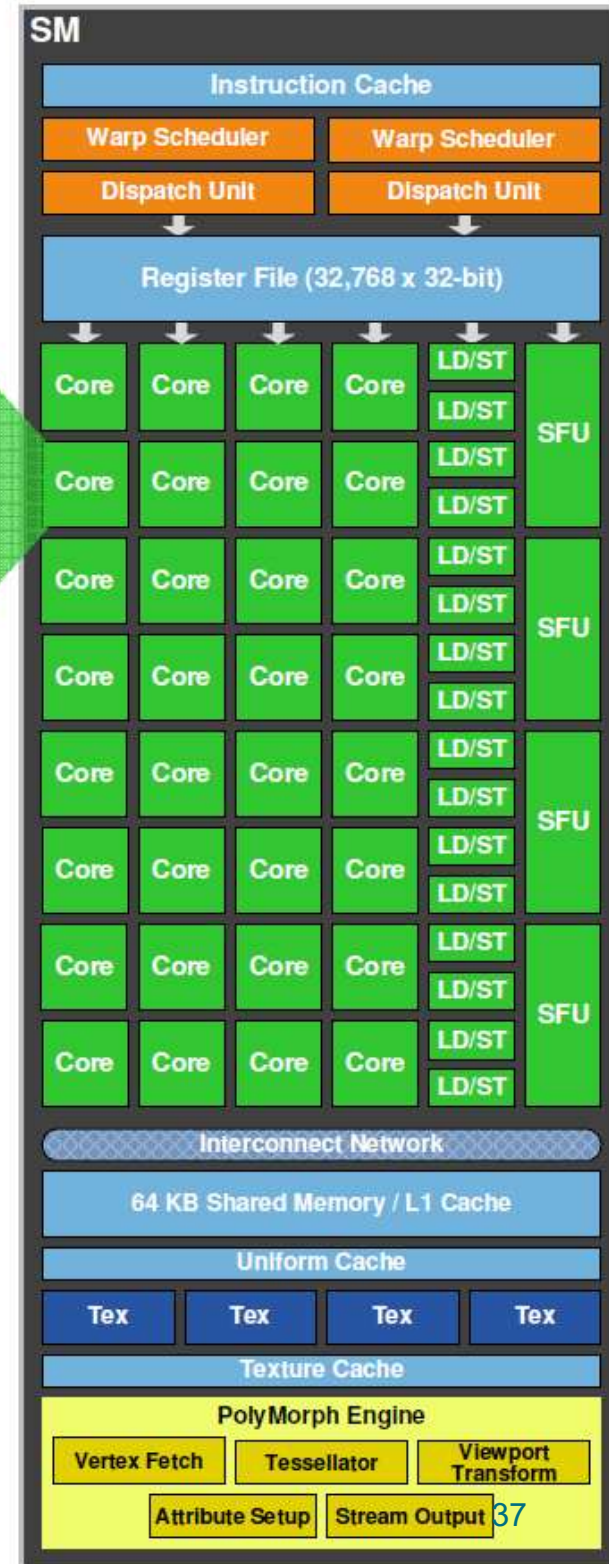 SM
Instruction Cache
Warp Scheduler Warp Scheduler
Dispatch Unit Dispatch Unit
Register File (32,768 x 32-bit)
LD/ST
Core Core Core Core
LD/ST
SFU
LD/ST
Core Core Core Core
LD/ST
LD/ST
Core Core Core Core
LD/ST
SFU
LD/ST
Core Core Core Core
LD/ST
LD/ST
Core Core Core Core
LD/ST
SFU
LD/ST
Core Core Core Core
LD/ST
LD/ST
Core Core Core Core
LD/ST
SFU
LD/ST
Core Core Core Core
LD/ST
Interconnect Network
64 KB Shared Memory / L1 Cache
Uniform Cache
Tex Tex Tex Tex
Texture Cache
PolyMorph Engine
Vertex Fetch Tessellator Viewport
Transform
Attribute Setup Stream Output 37